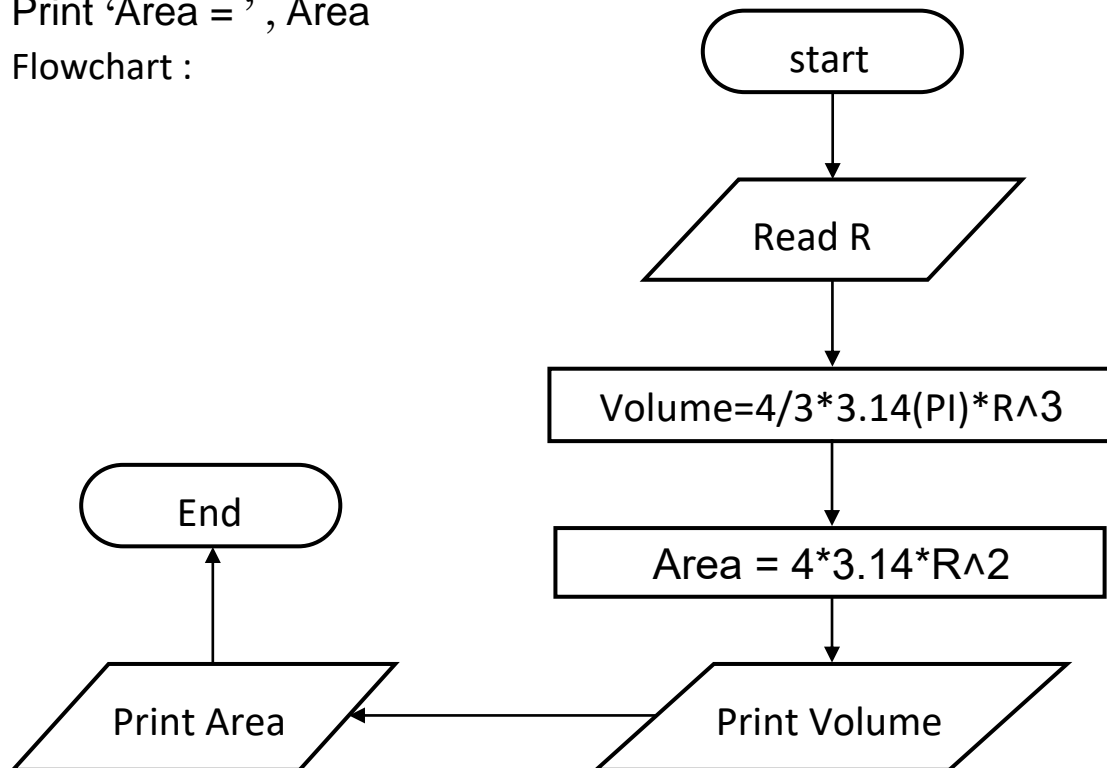 Print ‘Area = ’ , Area
Flowchart :
start
Read R
Volume=4/3*3.14(PI)*R^3
Area = 4*3.14*R^2
Print Volume
Print Area
End